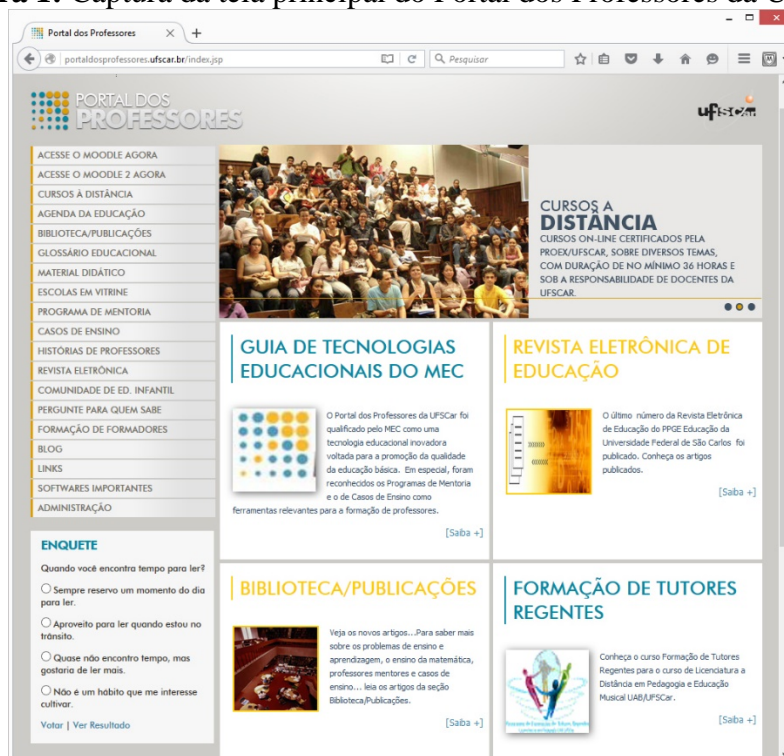 1. Captura da tela principal do Portal dos Professores da
Portal dos Professores
portaldosprofessores.ufscar.br/index.jsp
Pesquisar
PORTAL DOS
PROFESSORES
ufscar
ACESSE O MOODLE AGORA
ACESSE O MOODLE 2 AGORA
CURSOS À DISTÂNCIA
AGENDA DA EDUCAÇÃO
BIBLIOTECA/PUBLICAÇÕES
GLOSSÁRIO EDUCACIONAL
MATERIAL DIDÁTICO
ESCOLAS EM VITRINE
PROGRAMA DE MENTORIA
CASOS DE ENSINO
HISTÓRIAS DE PROFESSORES
REVISTA ELETRÔNICA
COMUNIDADE DE ED. INFANTIL
PERGUNTE PARA QUEM SABE
FORMAÇÃO DE FORMADORES
BLOG
LINKS
SOFTWARES IMPORTANTES
ADMINISTRAÇÃO
ENQUETE
Quando você encontra tempo para ler?
Sempre reservo um momento do dia
para ler.
Aproveito para ler quando estou no
trânsito.
Quase não encontro tempo, mas
gostaria de ler mais.
Não é um hábito que me interesse
cultivar.
Votar | Ver Resultado
CURSOS A
DISTÂNCIA
CURSOS ON-LINE CERTIFICADOS PELA
PROEX/UFSCAR, SOBRE DIVERSOS TEMAS,
COM DURAÇÃO DE NO MÍNIMO 36 HORAS E
SOB A RESPONSABILIDADE DE DOCENTES DA
UFSCAR.
GUIA DE TECNOLOGIAS
EDUCACIONAIS DO MEC
O Portal dos Professores da UFSCar foi
qualificado pelo MEC como uma
tecnologia educacional inovadora
voltada para a promoção da qualidade
da educação básica. Em especial, foram
reconhecidos os Programas de Mentoria
e o de Casos de Ensino como
ferramentas relevantes para a formação de professores.
[Saiba +]
REVISTA ELETRÔNICA DE
EDUCAÇÃO
O último número da Revista Eletrônica
de Educação do PPGE Educação da
Universidade Federal de São Carlos foi
publicado. Conheça os artigos
publicados.
[Saiba +]
BIBLIOTECA/PUBLICAÇÕES
Veja os novos artigos...Para saber mais
sobre os problemas de ensino e
aprendizagem, o ensino da matemática,
professores mentores e casos de
ensino... leia os artigos da seção
Biblioteca/Publicações.
[Saiba +]
FORMAÇÃO DE TUTORES
REGENTES
Conheça o curso Formação de Tutores
Regentes para o curso de Licenciatura a
Distância em Pedagogia e Educação
Musical UAB/UFSCar.
[Saiba +]